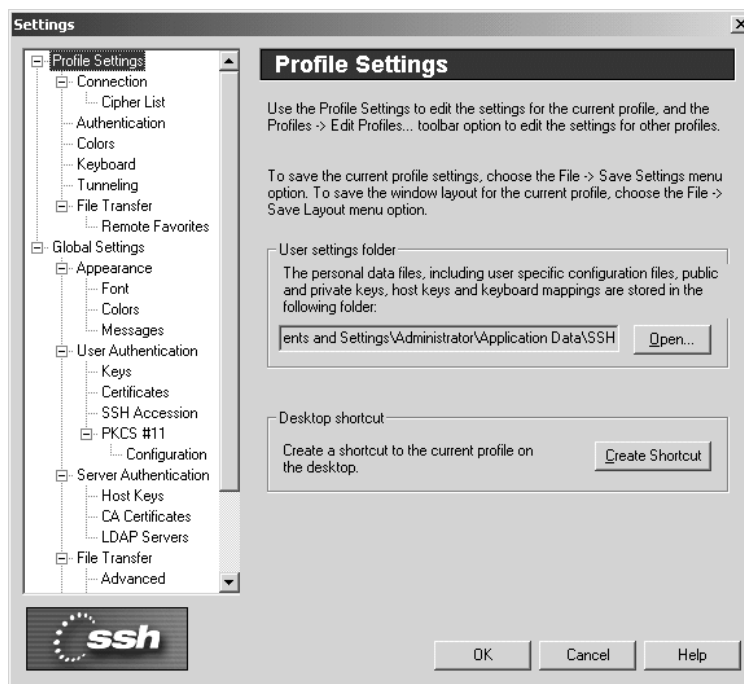 Settings
Profile Settings
Connection
Cipher List
Authentication
Colors
Keyboard
Tunneling
File Transfer
Remote Favorites
Global Settings
Appearance
Font
Colors
Messages
User Authentication
Keys
Certificates
SSH Accession
PKCS #11
Configuration
Server Authentication
Host Keys
CA Certificates
LDAP Servers
File Transfer
Advanced
ssh
Profile Settings
Use the Profile Settings to edit the settings for the current profile, and the
Profiles -> Edit Profiles... toolbar option to edit the settings for other profiles.
To save the current profile settings, choose the File -> Save Settings menu
option. To save the window layout for the current profile, choose the File ->
Save Layout menu option.
User settings folder
The personal data files, including user specific configuration files, public
and private keys, host keys and keyboard mappings are stored in the
following folder:
ents and Settings\Administrator\Application Data\SSH
Open...
Desktop shortcut
Create a shortcut to the current profile on
the desktop.
Create Shortcut
OK
Cancel
Help